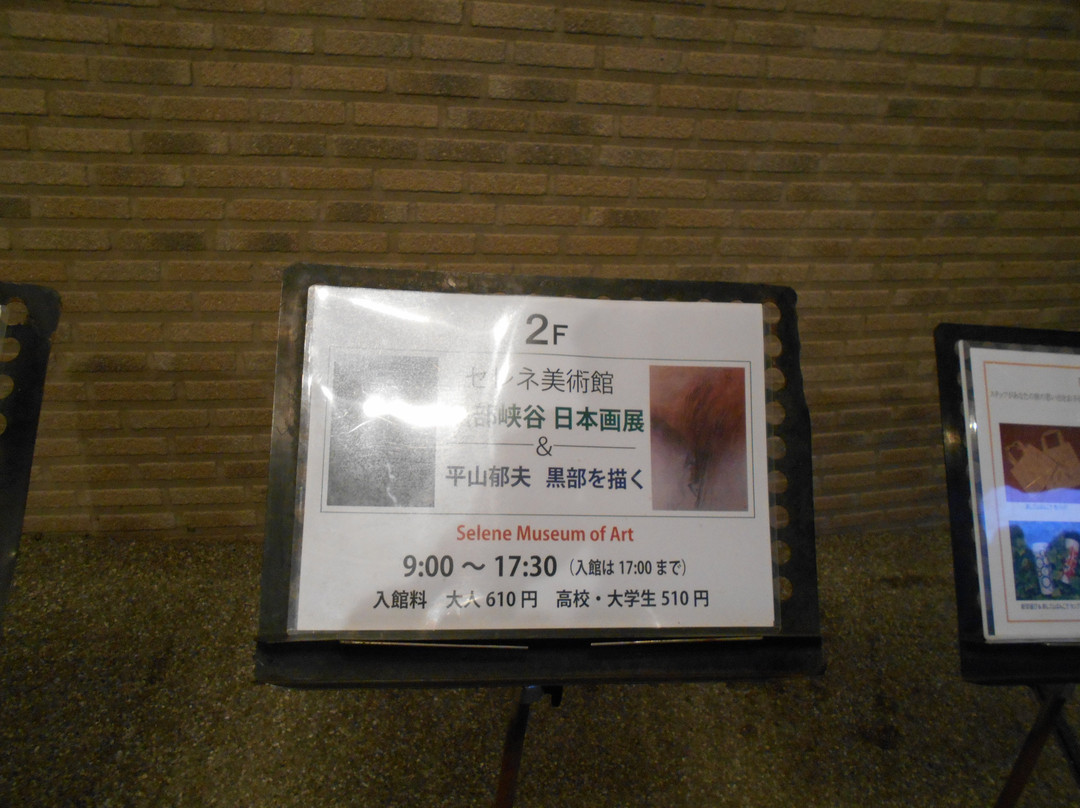 2F
セレネ美術館
黒部峡谷 日本画展
&
平山郁夫 黒部を描く
Selene Museum of Art
9:00 〜 17:30 (入館は 17:00 まで)
入館料 大人 610 円 高校・大学生 510 円